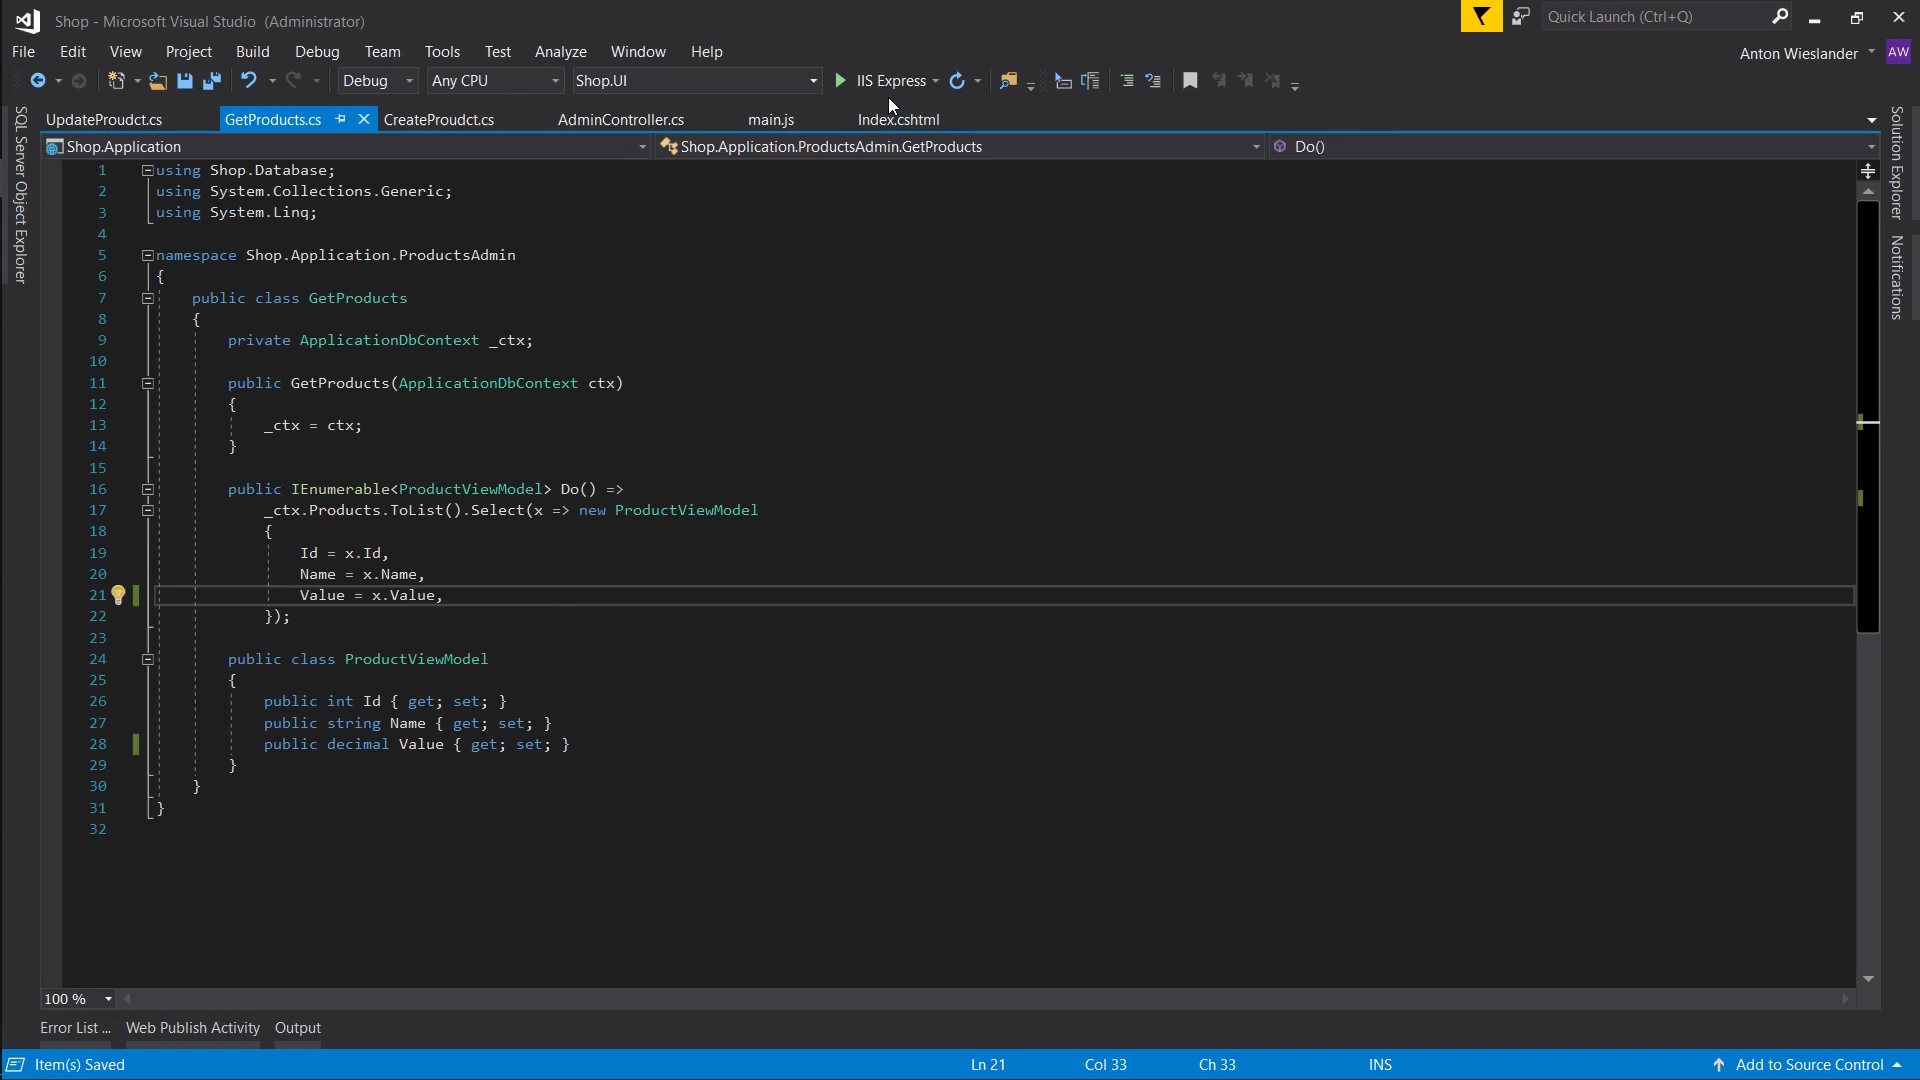 Shop - Microsoft Visual Studio (Administrator)
Quick Launch (Ctrl+Q)
File Edit View Project Build Debug Team Tools Test Analyze Window Help
Anton Wieslander AW
Debug Any CPU Shop.UI IIS Express
SQL Server Object Explorer
UpdateProudct.cs GetProducts.cs CreateProudct.cs AdminController.cs main.js Index.cshtml
Solution Explorer
Notifications
Shop.Application Shop.Application.ProductsAdmin.GetProducts Do()
1 using Shop.Database;
2 using System.Collections.Generic;
3 using System.Linq;
4
5 namespace Shop.Application.ProductsAdmin
6 {
7 public class GetProducts
8 {
9 private ApplicationDbContext _ctx;
10
11 public GetProducts(ApplicationDbContext ctx)
12 {
13 _ctx = ctx;
14 }
15
16 public IEnumerable<ProductViewModel> Do() =>
17 _ctx.Products.ToList().Select(x => new ProductViewModel
18 {
19 Id = x.Id,
20 Name = x.Name,
21 Value = x.Value,
22 });
23
24 public class ProductViewModel
25 {
26 public int Id { get; set; }
27 public string Name { get; set; }
28 public decimal Value { get; set; }
29 }
30 }
31 }
32
100 %
Error List ... Web Publish Activity Output
Item(s) Saved Ln 21 Col 33 Ch 33 INS Add to Source Control